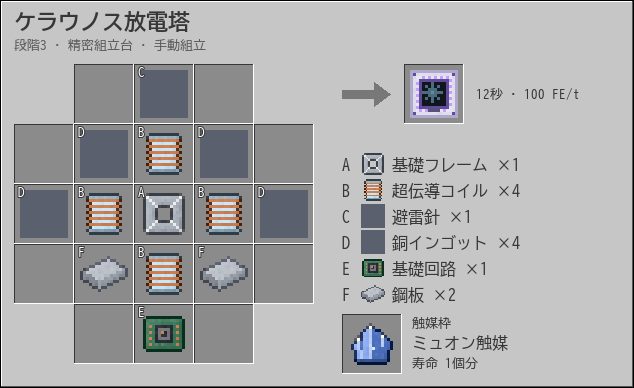 ケラウノス放電塔
段階3 · 精密組立台 · 手動組立
C
D B D
D B A B D
F B F
E
12秒 · 100 FE/t
A 基礎フレーム ×1
B 超伝導コイル ×4
C 避雷針 ×1
D 銅インゴット ×4
E 基礎回路 ×1
F 鋼板 ×2
触媒枠
ミュオン触媒
寿命 1個分